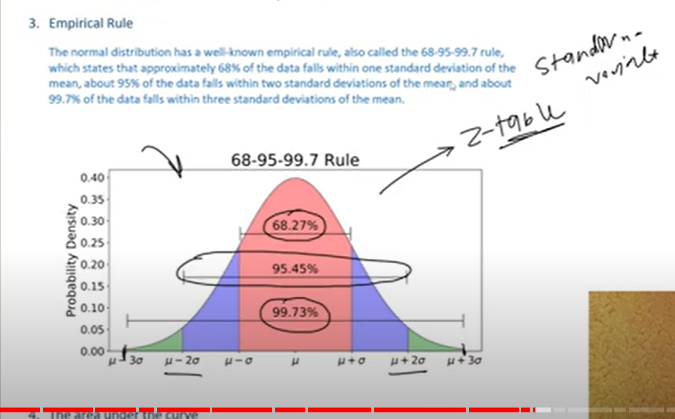 3. Empirical Rule
The normal distribution has a well-known empirical rule, also called the 68-95-99.7 rule,
which states that approximately 68% of the data falls within one standard deviation of the
mean, about 95% of the data falls within two standard deviations of the mean, and about
99.7% of the data falls within three standard deviations of the mean.
Z-table
68-95-99.7 Rule
Probability Density
0.40
0.35
0.30
0.25
0.20
0.15
0.10
0.05
0.00
68.27%
95.45%
99.73%
μ - 3σ μ - 2σ μ - σ μ μ + σ μ + 2σ μ + 3σ
4. The area under the curve